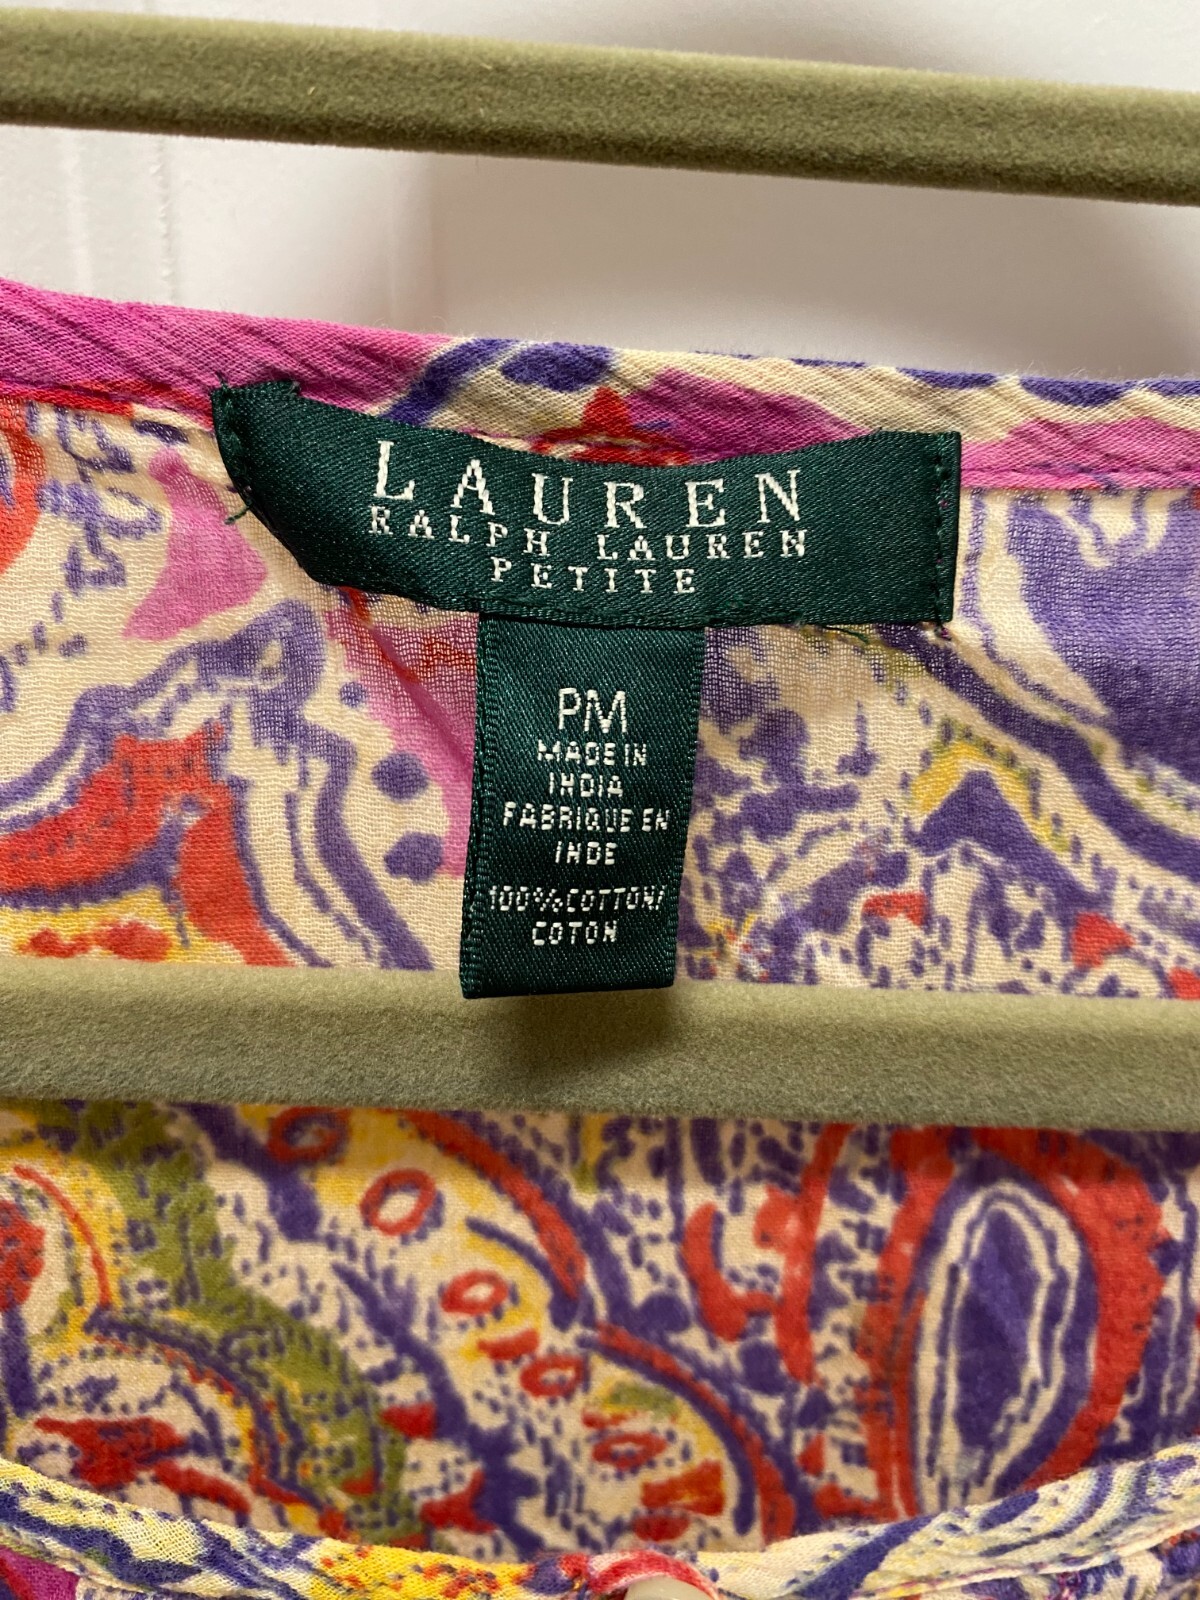 LAUREN
RALPH LAUREN
PETITE
PM
MADE IN
INDIA
FABRIQUE EN
INDE
100% COTTON/
COTON